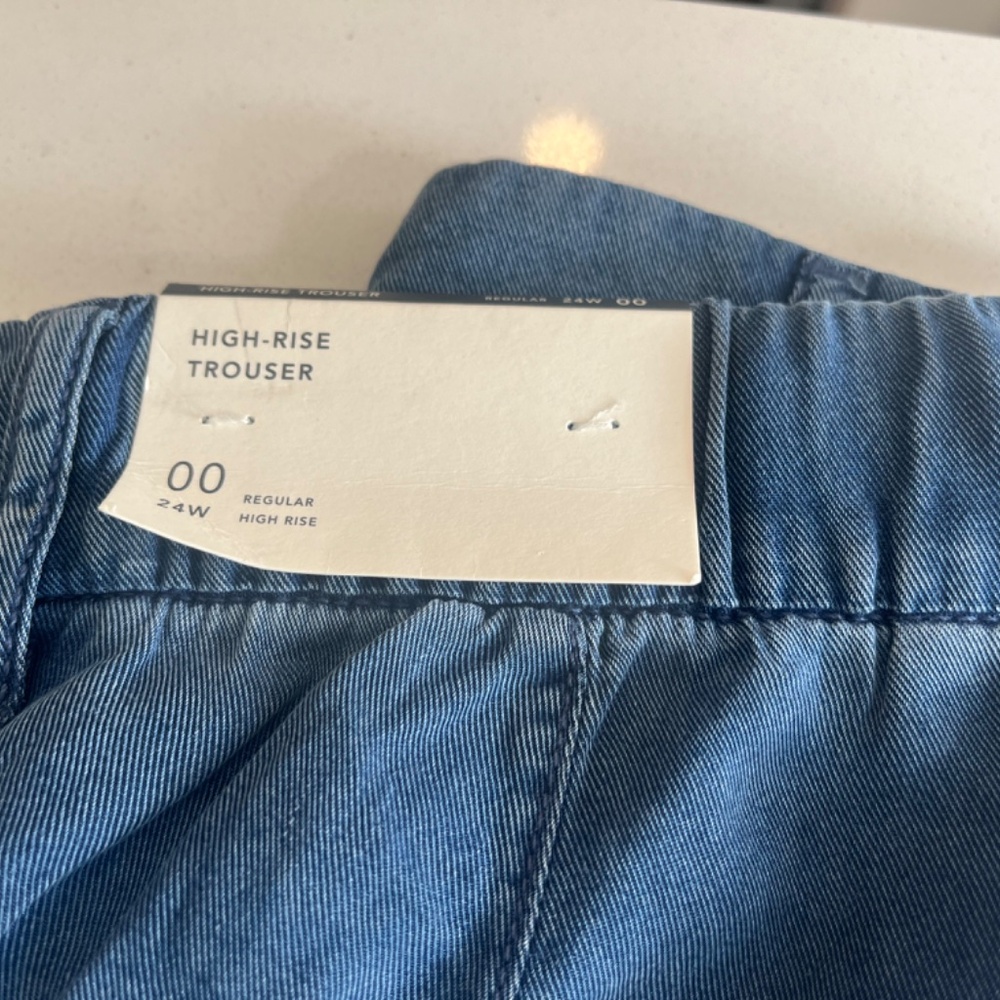 HIGH-RISE TROUSER REGULAR 24W 00
HIGH-RISE
TROUSER
00
24W
REGULAR
HIGH RISE